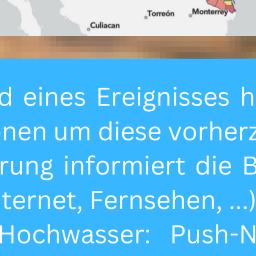 Torreón Monterrey
Culiacan
d eines Ereignisses h
nen um diese vorherz
rung informiert die B
ternet, Fernsehen, ...)
Hochwasser: Push-N